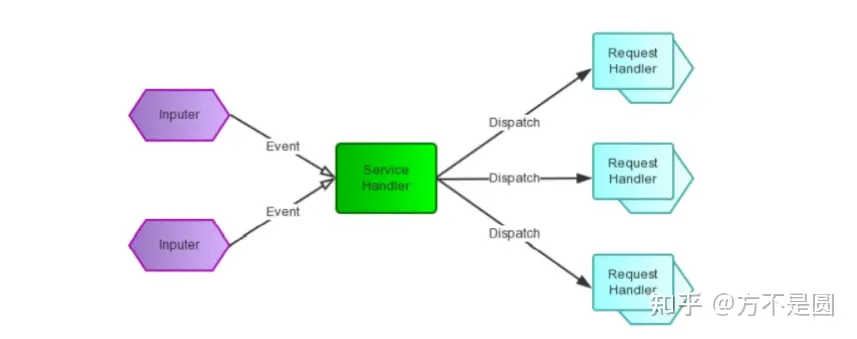 Inputer
Event
Inputer
Event
Service
Handler
Dispatch
Dispatch
Dispatch
Request
Handler
Request
Handler
Request
Handler
知乎 @方不是圆